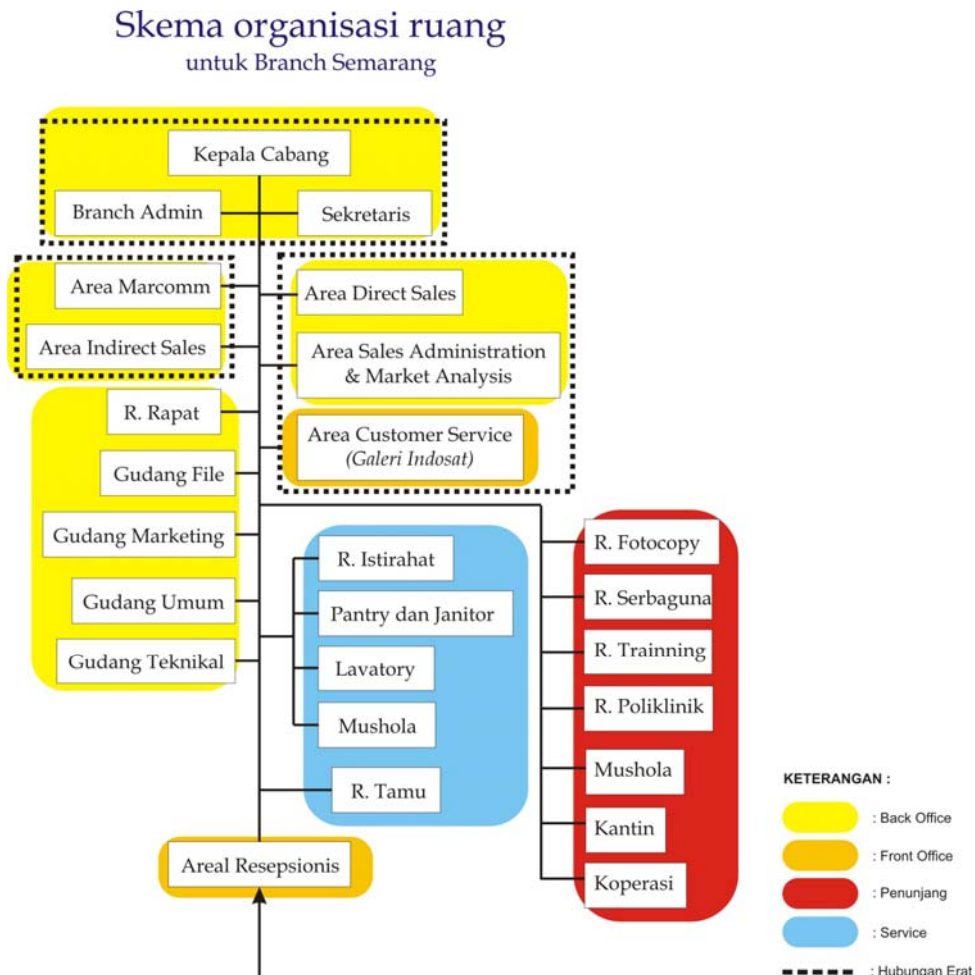 Skema organisasi ruang
untuk Branch Semarang
Kepala Cabang
Branch Admin
Sekretaris
Area Marcomm
Area Indirect Sales
Area Direct Sales
Area Sales Administration
& Market Analysis
Area Customer Service
(Galeri Indosat)
R. Rapat
Gudang File
Gudang Marketing
Gudang Umum
Gudang Teknikal
R. Istirahat
Pantry dan Janitor
Lavatory
Mushola
R. Tamu
R. Fotocopy
R. Serbaguna
R. Trainning
R. Poliklinik
Mushola
Kantin
Koperasi
Areal Resepsionis
KETERANGAN :
: Back Office
: Front Office
: Penunjang
: Service
: Hubungan Erat